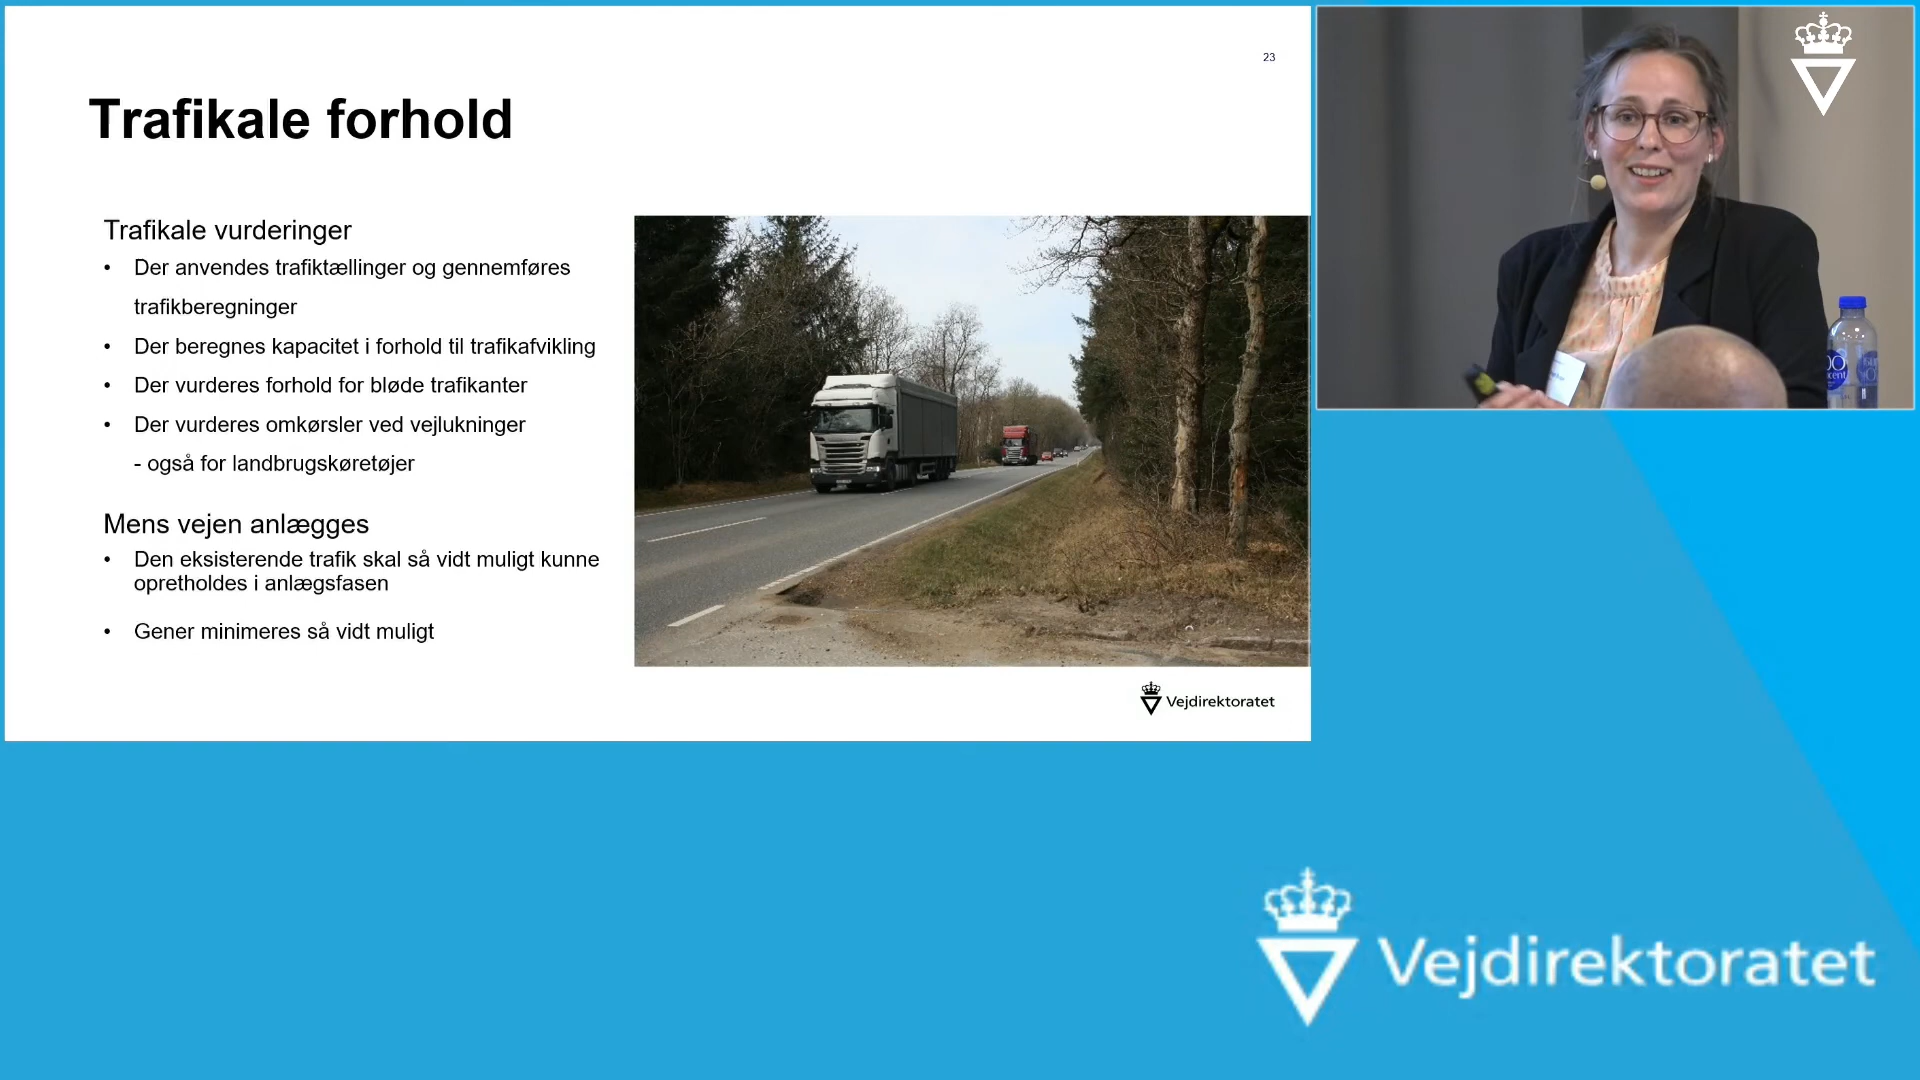 23
Trafikale forhold
Trafikale vurderinger
• Der anvendes trafiktællinger og gennemføres
trafikberegninger
• Der beregnes kapacitet i forhold til trafikafvikling
• Der vurderes forhold for bløde trafikanter
• Der vurderes omkørsler ved vejlukninger
- også for landbrugskøretøjer
Mens vejen anlægges
• Den eksisterende trafik skal så vidt muligt kunne
opretholdes i anlægsfasen
• Gener minimeres så vidt muligt
Vejdirektoratet
Vejdirektoratet